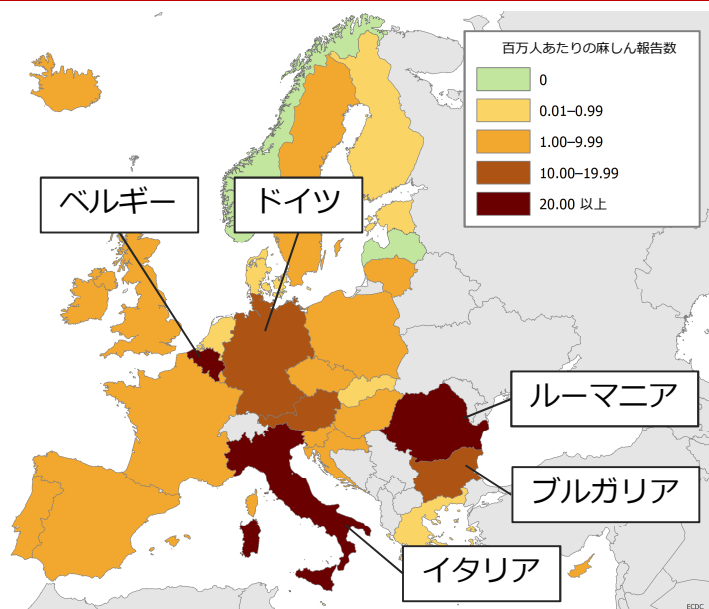 百万人あたりの麻しん報告数
0
0.01–0.99
1.00–9.99
10.00–19.99
20.00 以上
ベルギー
ドイツ
ルーマニア
ブルガリア
イタリア
ECDC